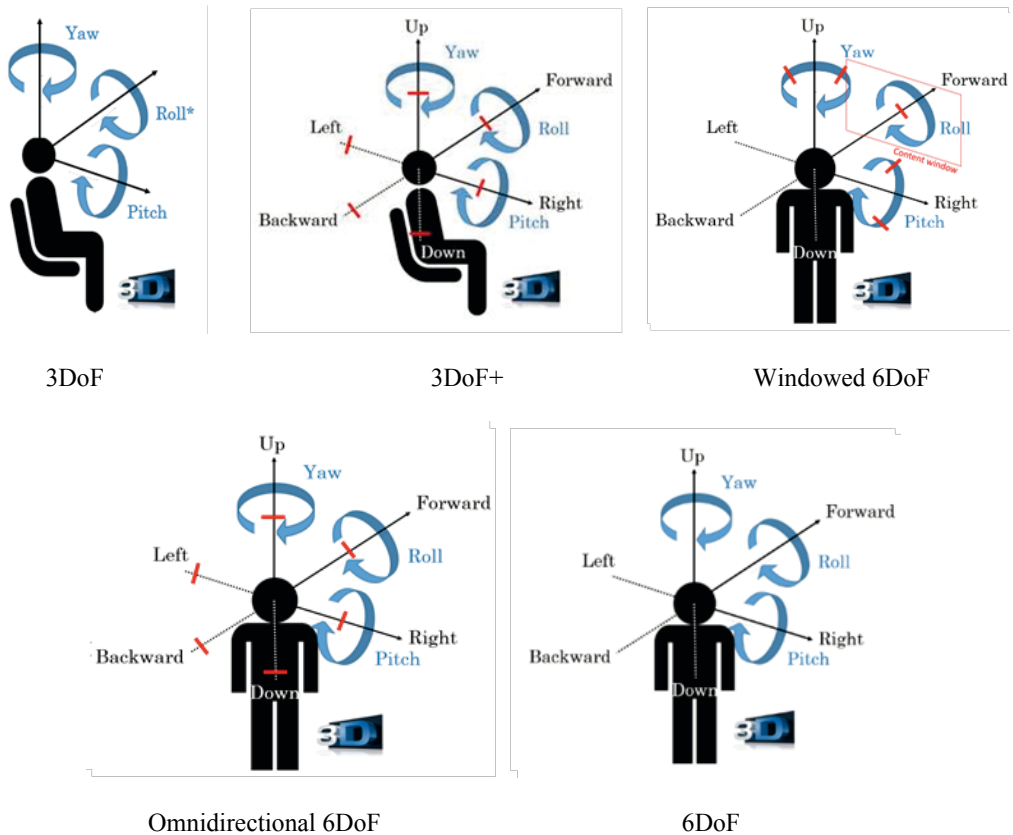 Yaw
Roll*
Pitch
3D
3DoF
Up
Yaw
Forward
Left
Roll
Backward
Right
Pitch
Down
3D
3DoF+
Up
Yaw
Forward
Left
Roll
Content window
Backward
Right
Pitch
Down
3D
Windowed 6DoF
Up
Yaw
Forward
Left
Roll
Right
Backward
Pitch
Down
3D
Omnidirectional 6DoF
Up
Yaw
Forward
Left
Roll
Right
Backward
Pitch
Down
3D
6DoF